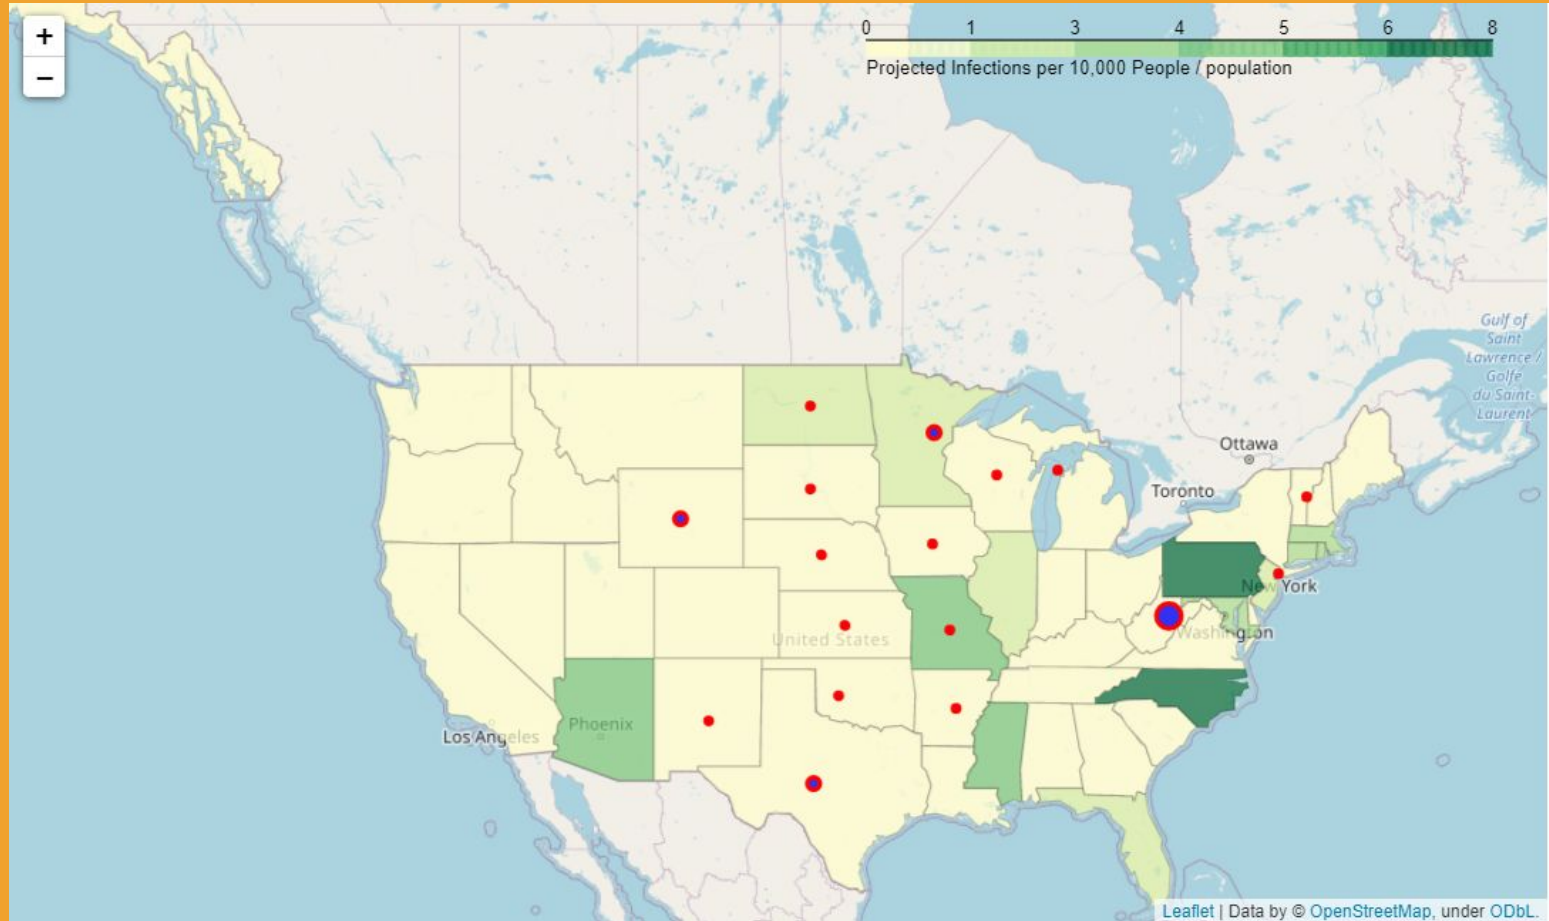 +
−
0 1 3 4 5 6 8
Projected Infections per 10,000 People / population
Gulf of
Saint
Lawrence /
Golfe
du Saint-
Laurent
Ottawa
Toronto
New York
Washington
United States
Phoenix
Los Angeles
Leaflet | Data by © OpenStreetMap, under ODbL.